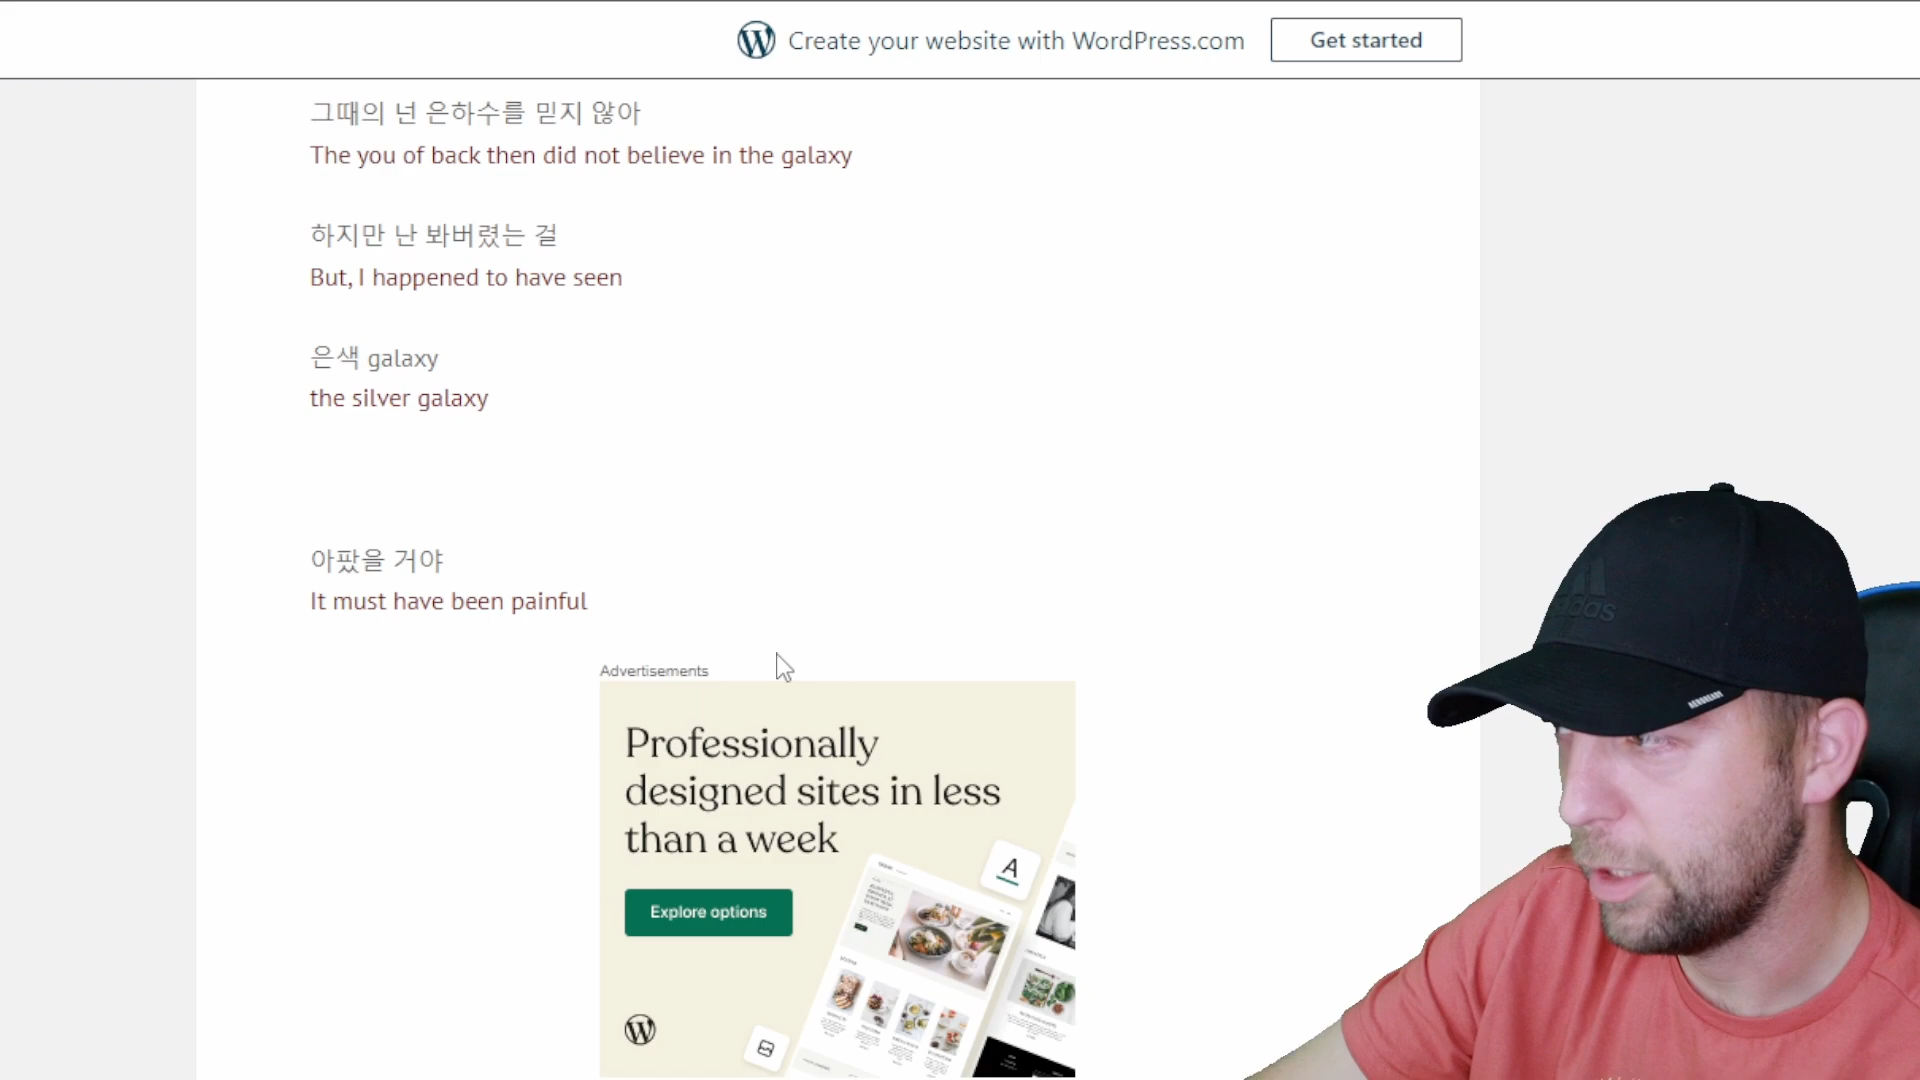 Create your website with WordPress.com
Get started
그때의 넌 은하수를 믿지 않아
The you of back then did not believe in the galaxy
하지만 난 봐버렸는 걸
But, I happened to have seen
은색 galaxy
the silver galaxy
아팠을 거야
It must have been painful
Advertisements
Professionally
designed sites in less
than a week
Explore options
A
adidas
AEROREADY